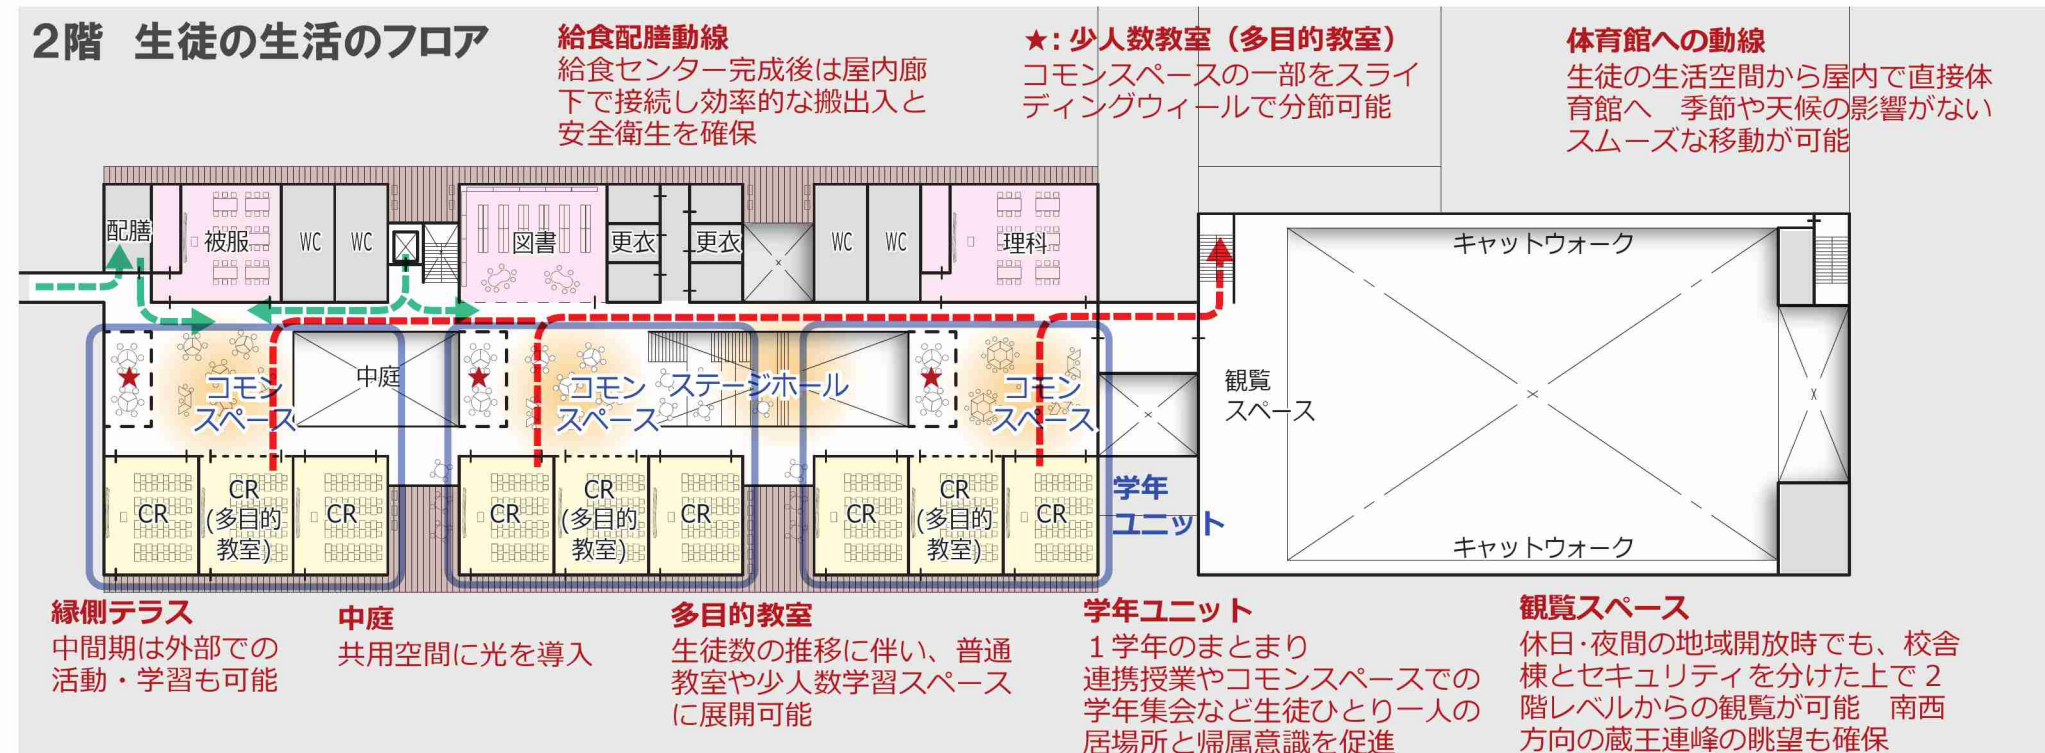 2階 生徒の生活のフロア
給食配膳動線
給食センター完成後は屋内廊
下で接続し効率的な搬出入と
安全衛生を確保
★:少人数教室(多目的教室)
コモンスペースの一部をスライ
ディングウィールで分節可能
体育館への動線
生徒の生活空間から屋内で直接体
育館へ 季節や天候の影響がない
スムーズな移動が可能
配膳
被服
WC
WC
図書
更衣
更衣
WC
WC
理科
キャットウォーク
★
コモン
スペース
中庭
★
コモン
スペース
ステージホール
★
コモン
スペース
観覧
スペース
CR
CR
(多目的
教室)
CR
CR
CR
(多目的
教室)
CR
CR
CR
(多目的
教室)
CR
学年
ユニット
キャットウォーク
縁側テラス
中間期は外部での
活動・学習も可能
中庭
共用空間に光を導入
多目的教室
生徒数の推移に伴い、普通
教室や少人数学習スペース
に展開可能
学年ユニット
1学年のまとまり
連携授業やコモンスペースでの
学年集会など生徒ひとり一人の
居場所と帰属意識を促進
観覧スペース
休日・夜間の地域開放時でも、校舎
棟とセキュリティを分けた上で2
階レベルからの観覧が可能 南西
方向の蔵王連峰の眺望も確保